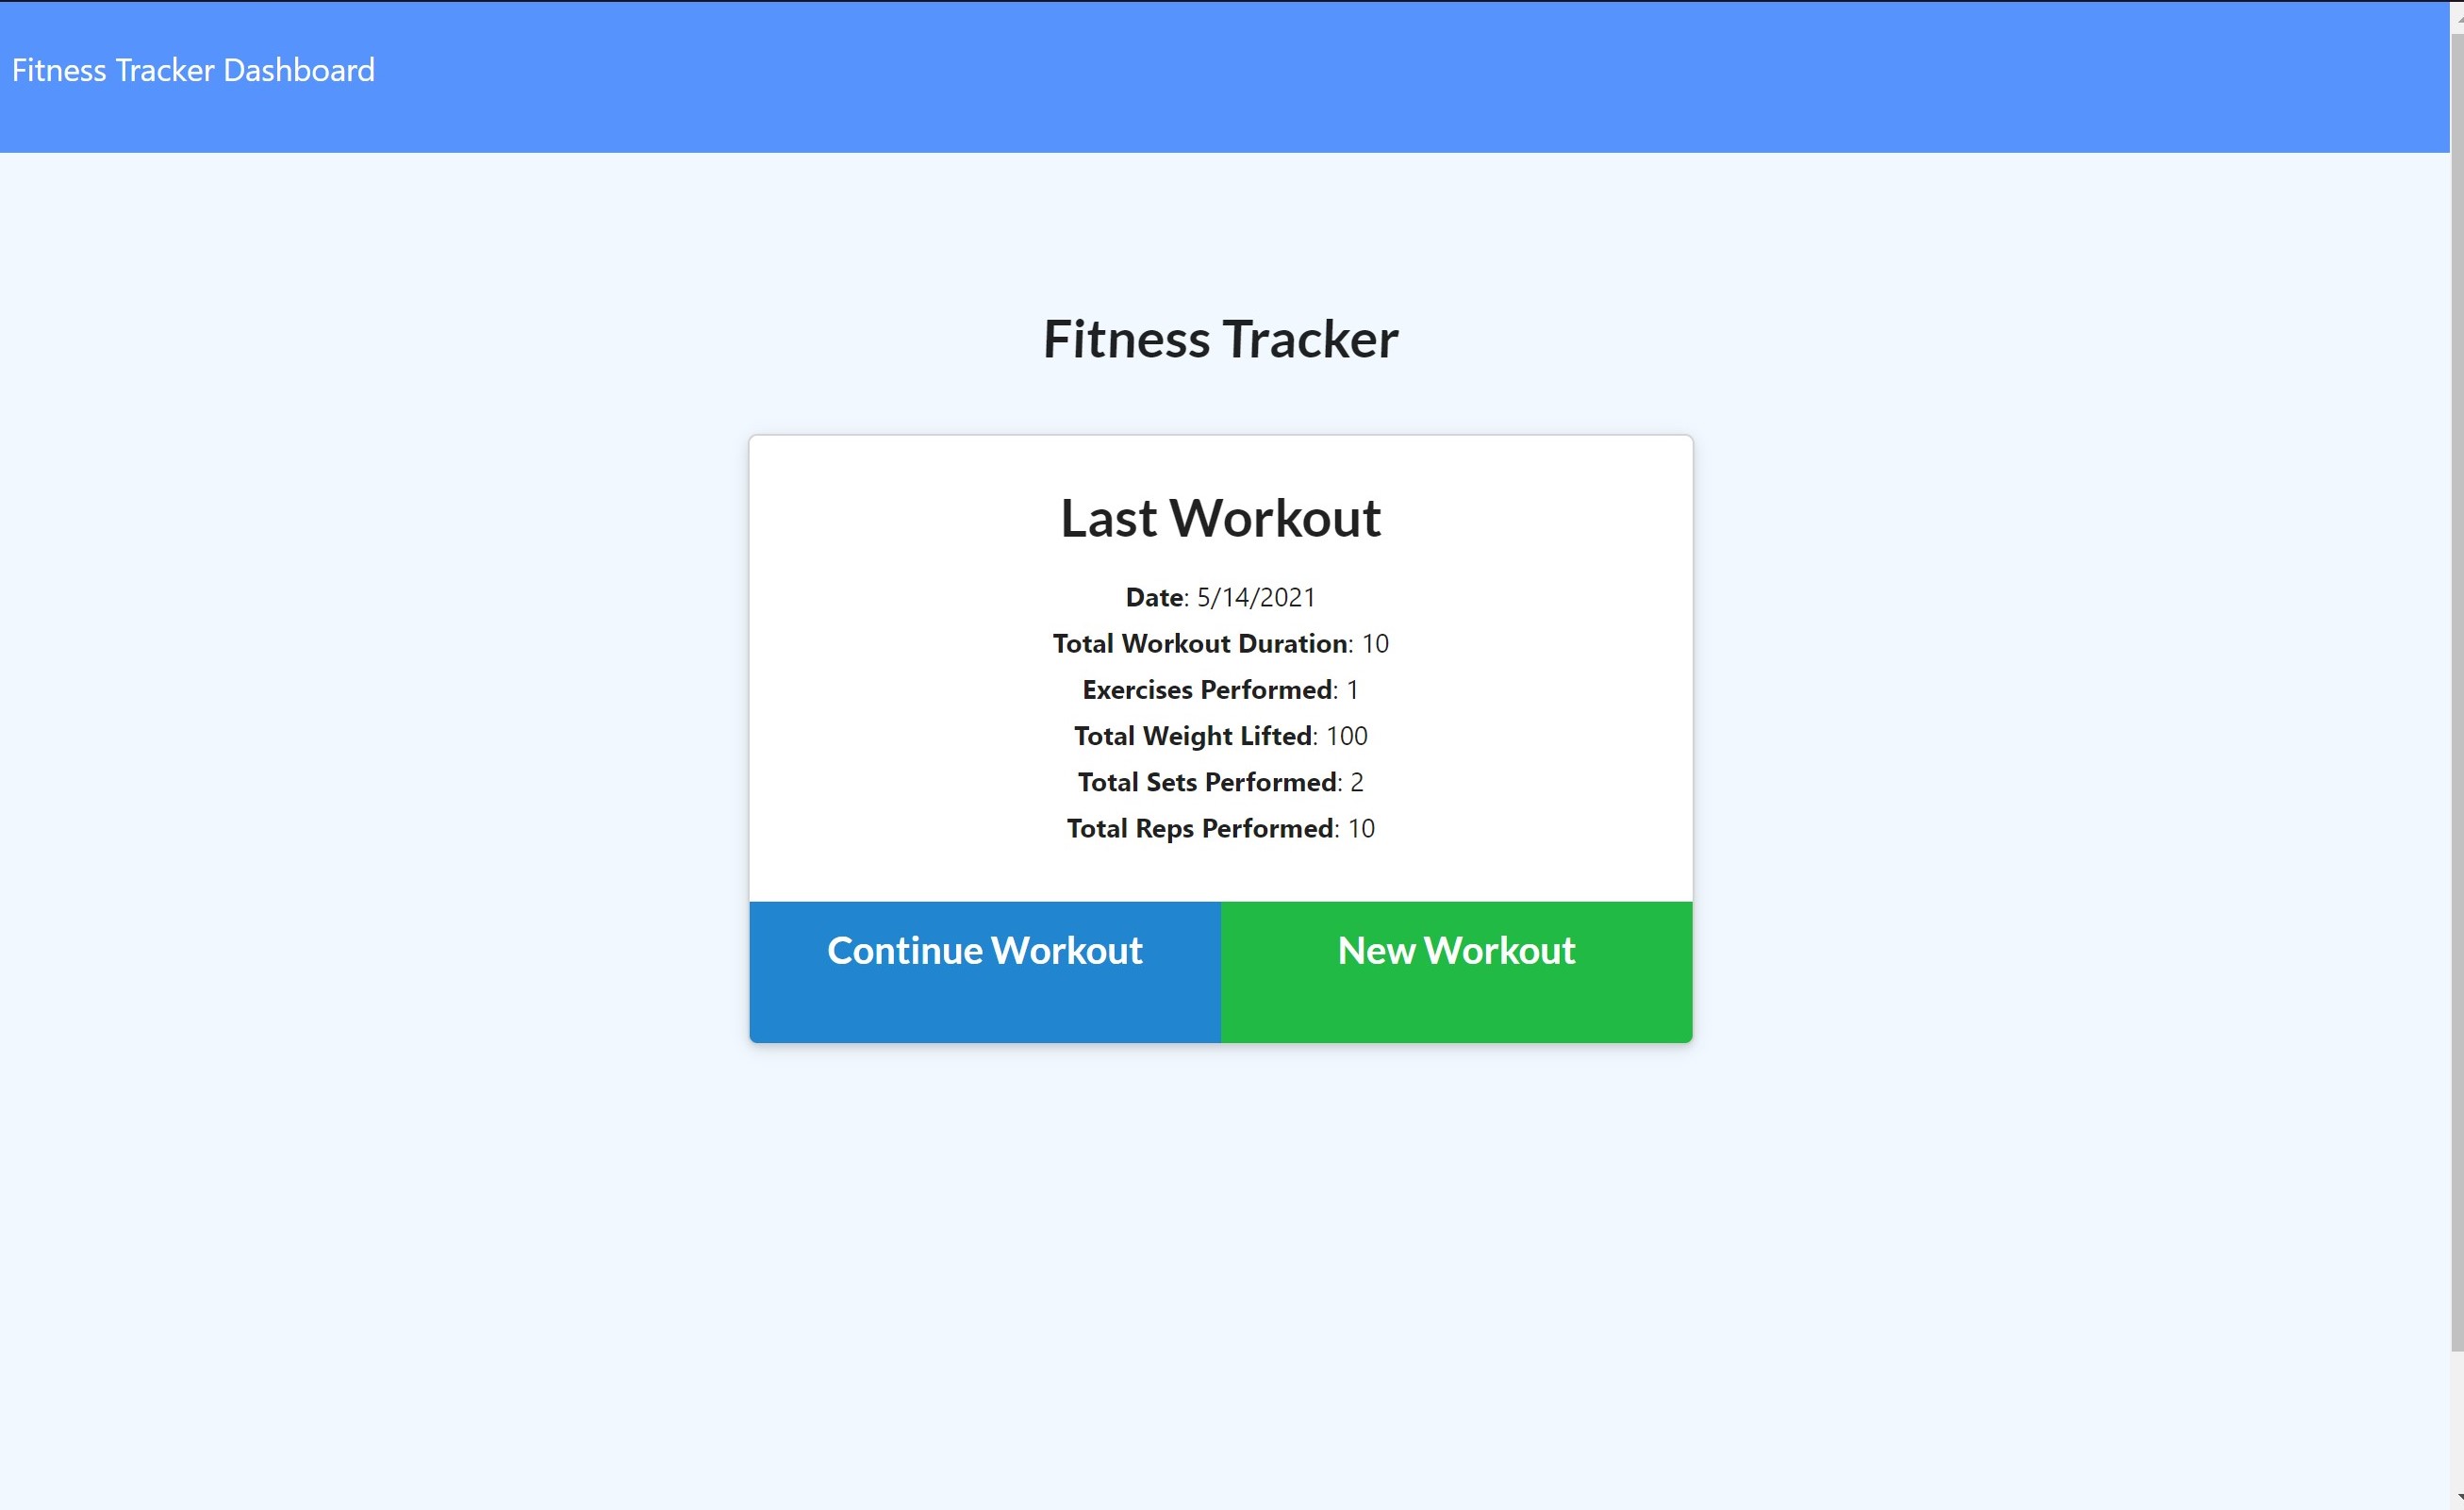 Fitness Tracker Dashboard
Fitness Tracker
Last Workout
Date: 5/14/2021
Total Workout Duration: 10
Exercises Performed: 1
Total Weight Lifted: 100
Total Sets Performed: 2
Total Reps Performed: 10
Continue Workout New Workout